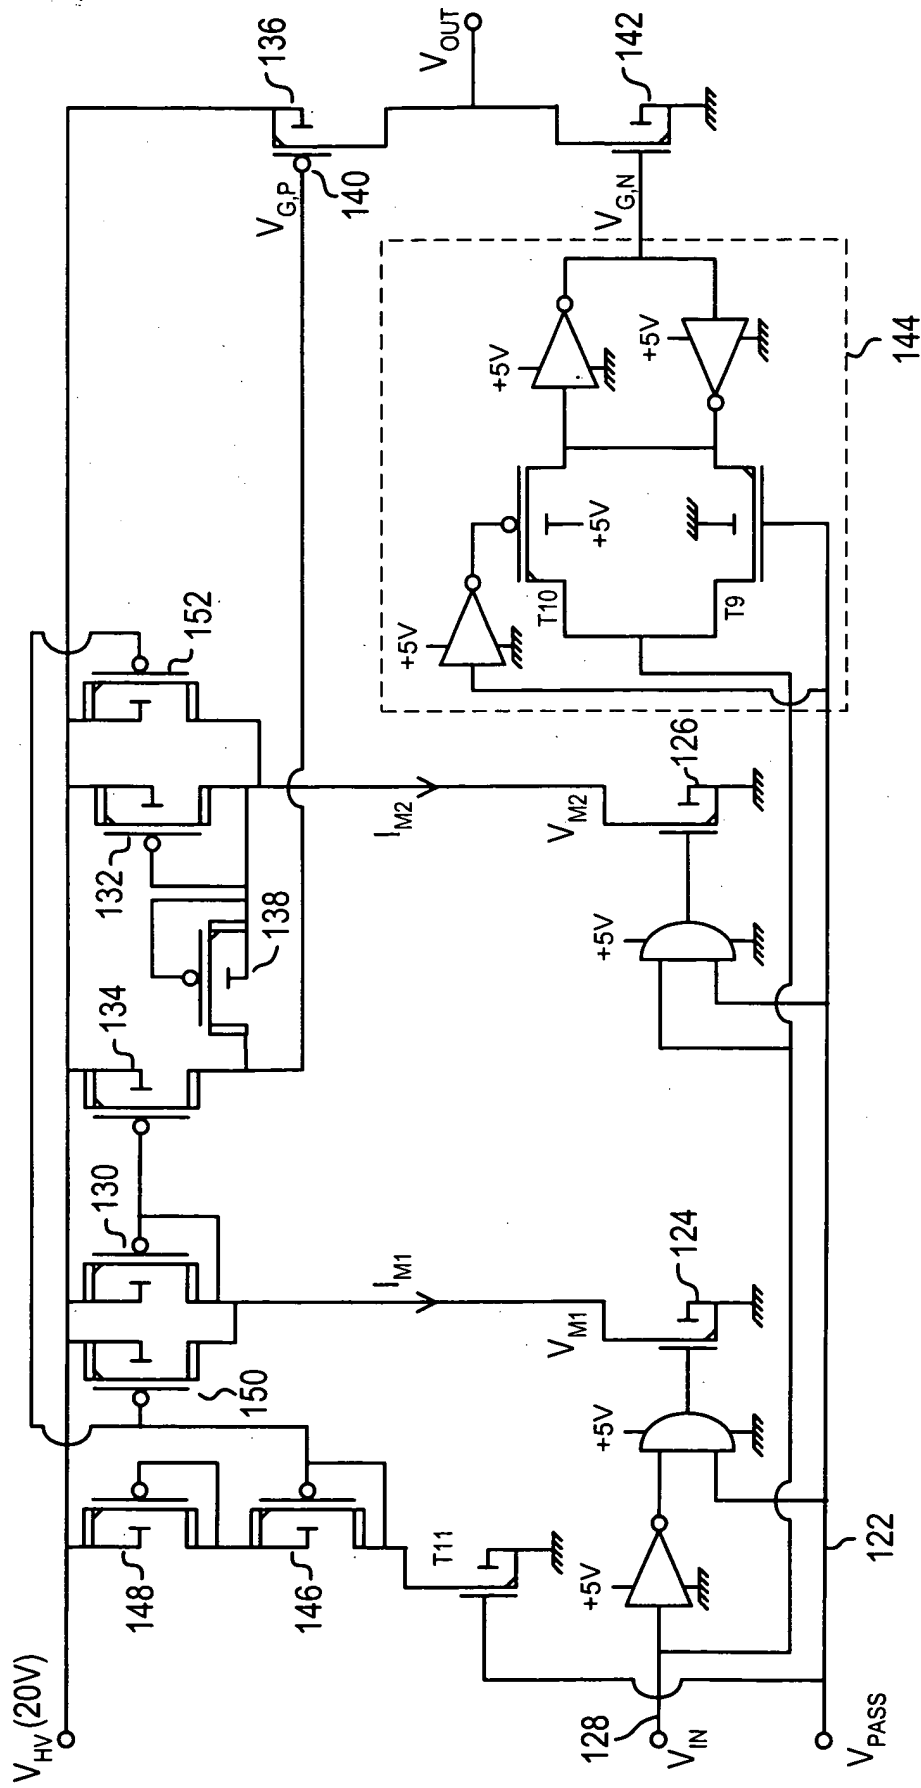 V_HV (20V)
148
146
150
130
134
132
138
152
136
V_G,P
140
V_OUT
142
V_G,N
I_M1
I_M2
T11
V_M1
124
V_M2
126
+5V
+5V
+5V
+5V
T10
+5V
T9
+5V
+5V
144
128
V_IN
122
V_PASS